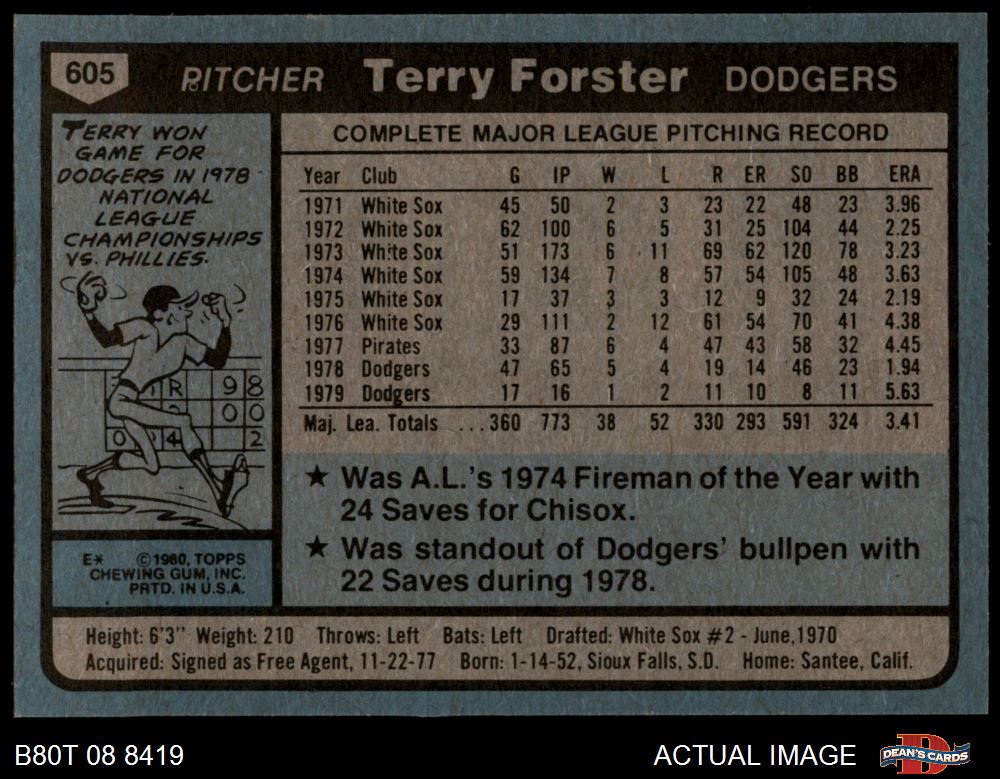 605 PITCHER Terry Forster DODGERS
TERRY WON
GAME FOR
DODGERS IN 1978
NATIONAL
LEAGUE
CHAMPIONSHIPS
VS. PHILLIES.
R 9 8
0 0
0 4 2
E* ©1980, TOPPS
CHEWING GUM, INC.
PRTD. IN U.S.A.
COMPLETE MAJOR LEAGUE PITCHING RECORD
Year Club G IP W L R ER SO BB ERA
1971 White Sox 45 50 2 3 23 22 48 23 3.96
1972 White Sox 62 100 6 5 31 25 104 44 2.25
1973 White Sox 51 173 6 11 69 62 120 78 3.23
1974 White Sox 59 134 7 8 57 54 105 48 3.63
1975 White Sox 17 37 3 3 12 9 32 24 2.19
1976 White Sox 29 111 2 12 61 54 70 41 4.38
1977 Pirates 33 87 6 4 47 43 58 32 4.45
1978 Dodgers 47 65 5 4 19 14 46 23 1.94
1979 Dodgers 17 16 1 2 11 10 8 11 5.63
Maj. Lea. Totals ...360 773 38 52 330 293 591 324 3.41
★ Was A.L.'s 1974 Fireman of the Year with
24 Saves for Chisox.
★ Was standout of Dodgers' bullpen with
22 Saves during 1978.
Height: 6'3" Weight: 210 Throws: Left Bats: Left Drafted: White Sox #2 - June,1970
Acquired: Signed as Free Agent, 11-22-77 Born: 1-14-52, Sioux Falls, S.D. Home: Santee, Calif.
B80T 08 8419 ACTUAL IMAGE DEAN'S CARDS